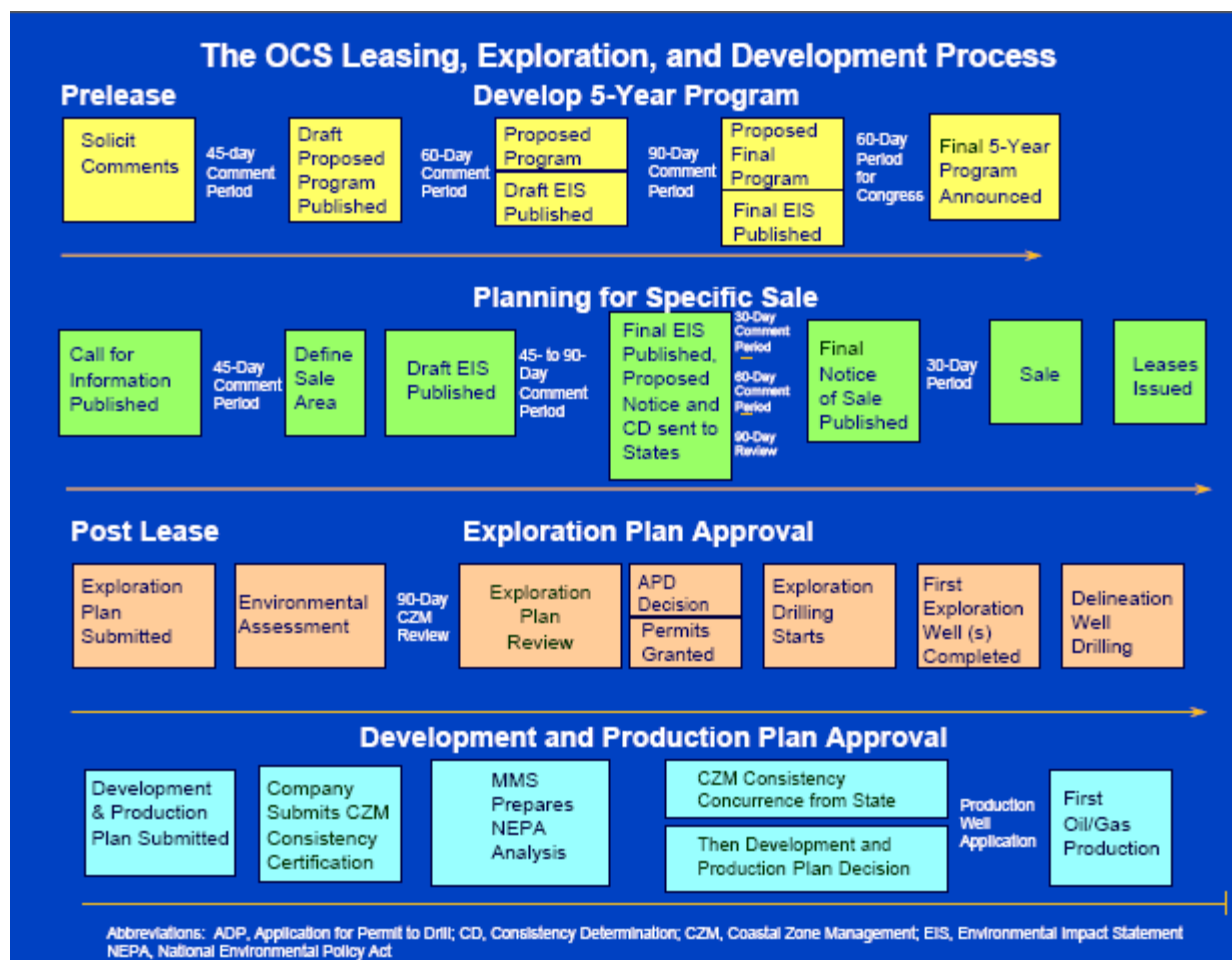 The OCS Leasing, Exploration, and Development Process
Prelease
Develop 5-Year Program
Solicit
Comments
45-day
Comment
Period
Draft
Proposed
Program
Published
60-Day
Comment
Period
Proposed
Program
Draft EIS
Published
90-Day
Comment
Period
Proposed
Final
Program
Final EIS
Published
60-Day
Period
for
Congress
Final 5-Year
Program
Announced
Planning for Specific Sale
Call for
Information
Published
45-Day
Comment
Period
Define
Sale
Area
Draft EIS
Published
45- to 90-
Day
Comment
Period
Final EIS
Published,
Proposed
Notice and
CD sent to
States
30-Day
Comment
Period
60-Day
Comment
Period
90-Day
Review
Final
Notice
of Sale
Published
30-Day
Period
Sale
Leases
Issued
Post Lease
Exploration Plan Approval
Exploration
Plan
Submitted
Environmental
Assessment
90-Day
CZM
Review
Exploration
Plan
Review
APD
Decision
Permits
Granted
Exploration
Drilling
Starts
First
Exploration
Well (s)
Completed
Delineation
Well
Drilling
Development and Production Plan Approval
Development
& Production
Plan Submitted
Company
Submits CZM
Consistency
Certification
MMS
Prepares
NEPA
Analysis
CZM Consistency
Concurrence from State
Then Development and
Production Plan Decision
Production
Well
Application
First
Oil/Gas
Production
Abbreviations: ADP, Application for Permit to Drill; CD, Consistency Determination; CZM, Coastal Zone Management; EIS, Environmental Impact Statement
NEPA, National Environmental Policy Act